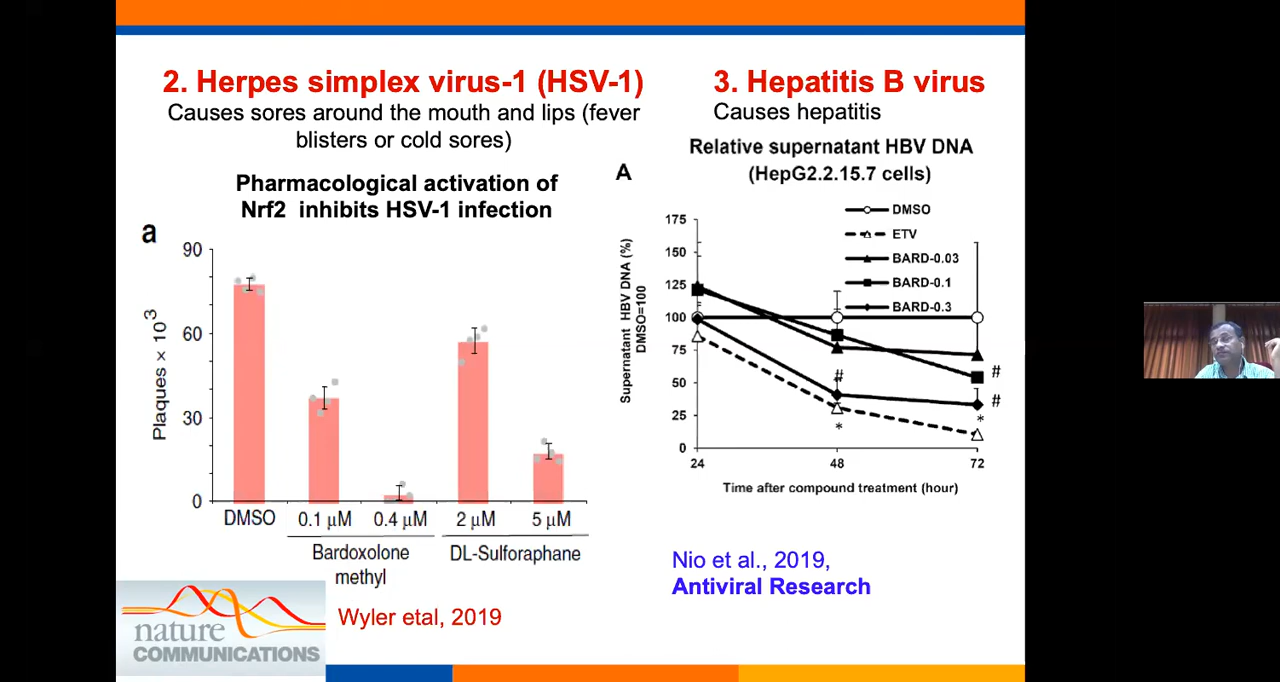 2. Herpes simplex virus-1 (HSV-1)
Causes sores around the mouth and lips (fever
blisters or cold sores)
Pharmacological activation of
Nrf2 inhibits HSV-1 infection
a
Plaques × 10³
90
60
30
0
DMSO
0.1 µM
0.4 µM
2 µM
5 µM
Bardoxolone
methyl
DL-Sulforaphane
nature
COMMUNICATIONS
Wyler etal, 2019
3. Hepatitis B virus
Causes hepatitis
Relative supernatant HBV DNA
(HepG2.2.15.7 cells)
A
Supernatant HBV DNA (%)
DMSO=100
175
150
125
100
75
50
25
0
DMSO
ETV
BARD-0.03
BARD-0.1
BARD-0.3
#
*
#
#
*
24
48
72
Time after compound treatment (hour)
Nio et al., 2019,
Antiviral Research